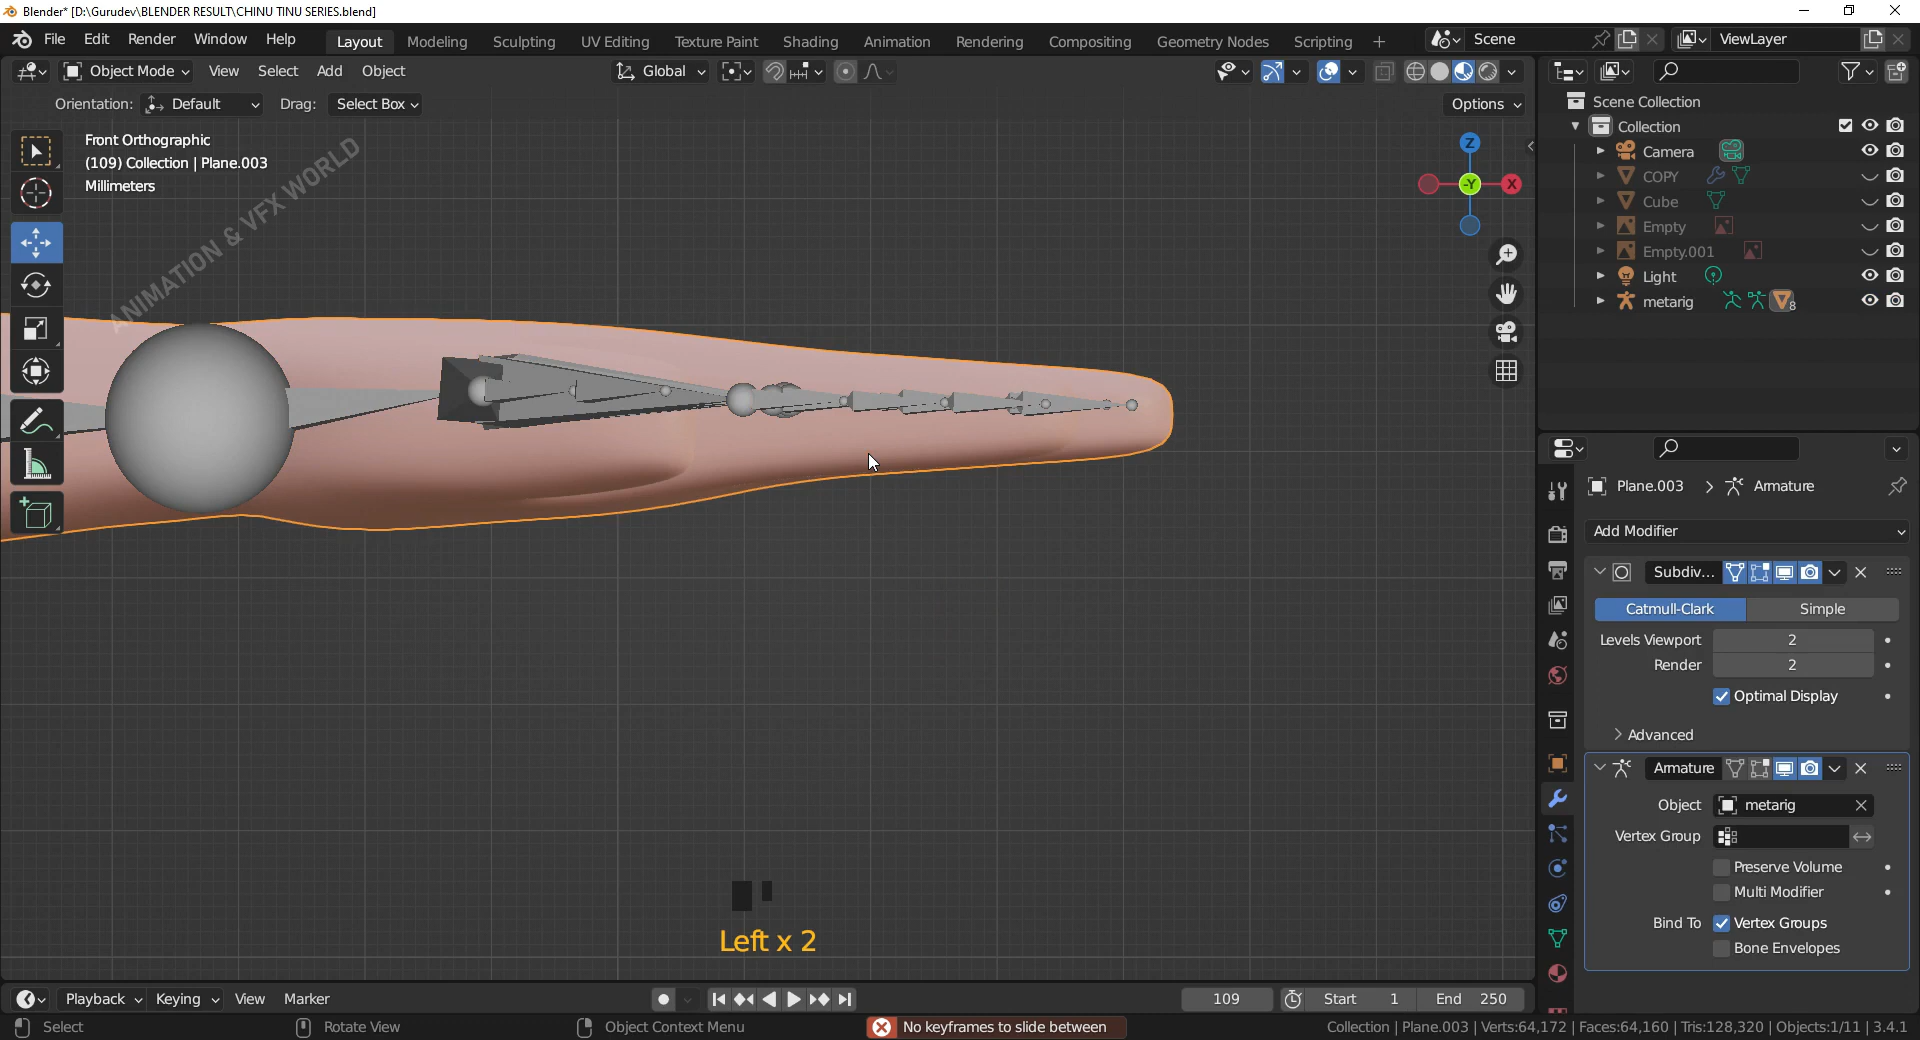 Blender* [D:\Gurudev\BLENDER RESULT\CHINU TINU SERIES.blend]
File Edit Render Window Help Layout Modeling Sculpting UV Editing Texture Paint Shading Animation Rendering Compositing Geometry Nodes Scripting + Scene ViewLayer
Object Mode View Select Add Object Global
Orientation: Default Drag: Select Box Options
Scene Collection
Collection
Camera
COPY
Cube
Empty
Empty.001
Light
metarig 8
Front Orthographic
(109) Collection | Plane.003
Millimeters
ANIMATION & VFX WORLD
Z
-Y X
Plane.003 > Armature
Add Modifier
Subdiv...
Catmull-Clark Simple
Levels Viewport 2
Render 2
Optimal Display
Advanced
Armature
Object metarig
Vertex Group
Preserve Volume
Multi Modifier
Bind To Vertex Groups
Bone Envelopes
Left x 2
Playback Keying View Marker 109 Start 1 End 250
Select Rotate View Object Context Menu No keyframes to slide between Collection | Plane.003 | Verts:64,172 | Faces:64,160 | Tris:128,320 | Objects:1/11 | 3.4.1